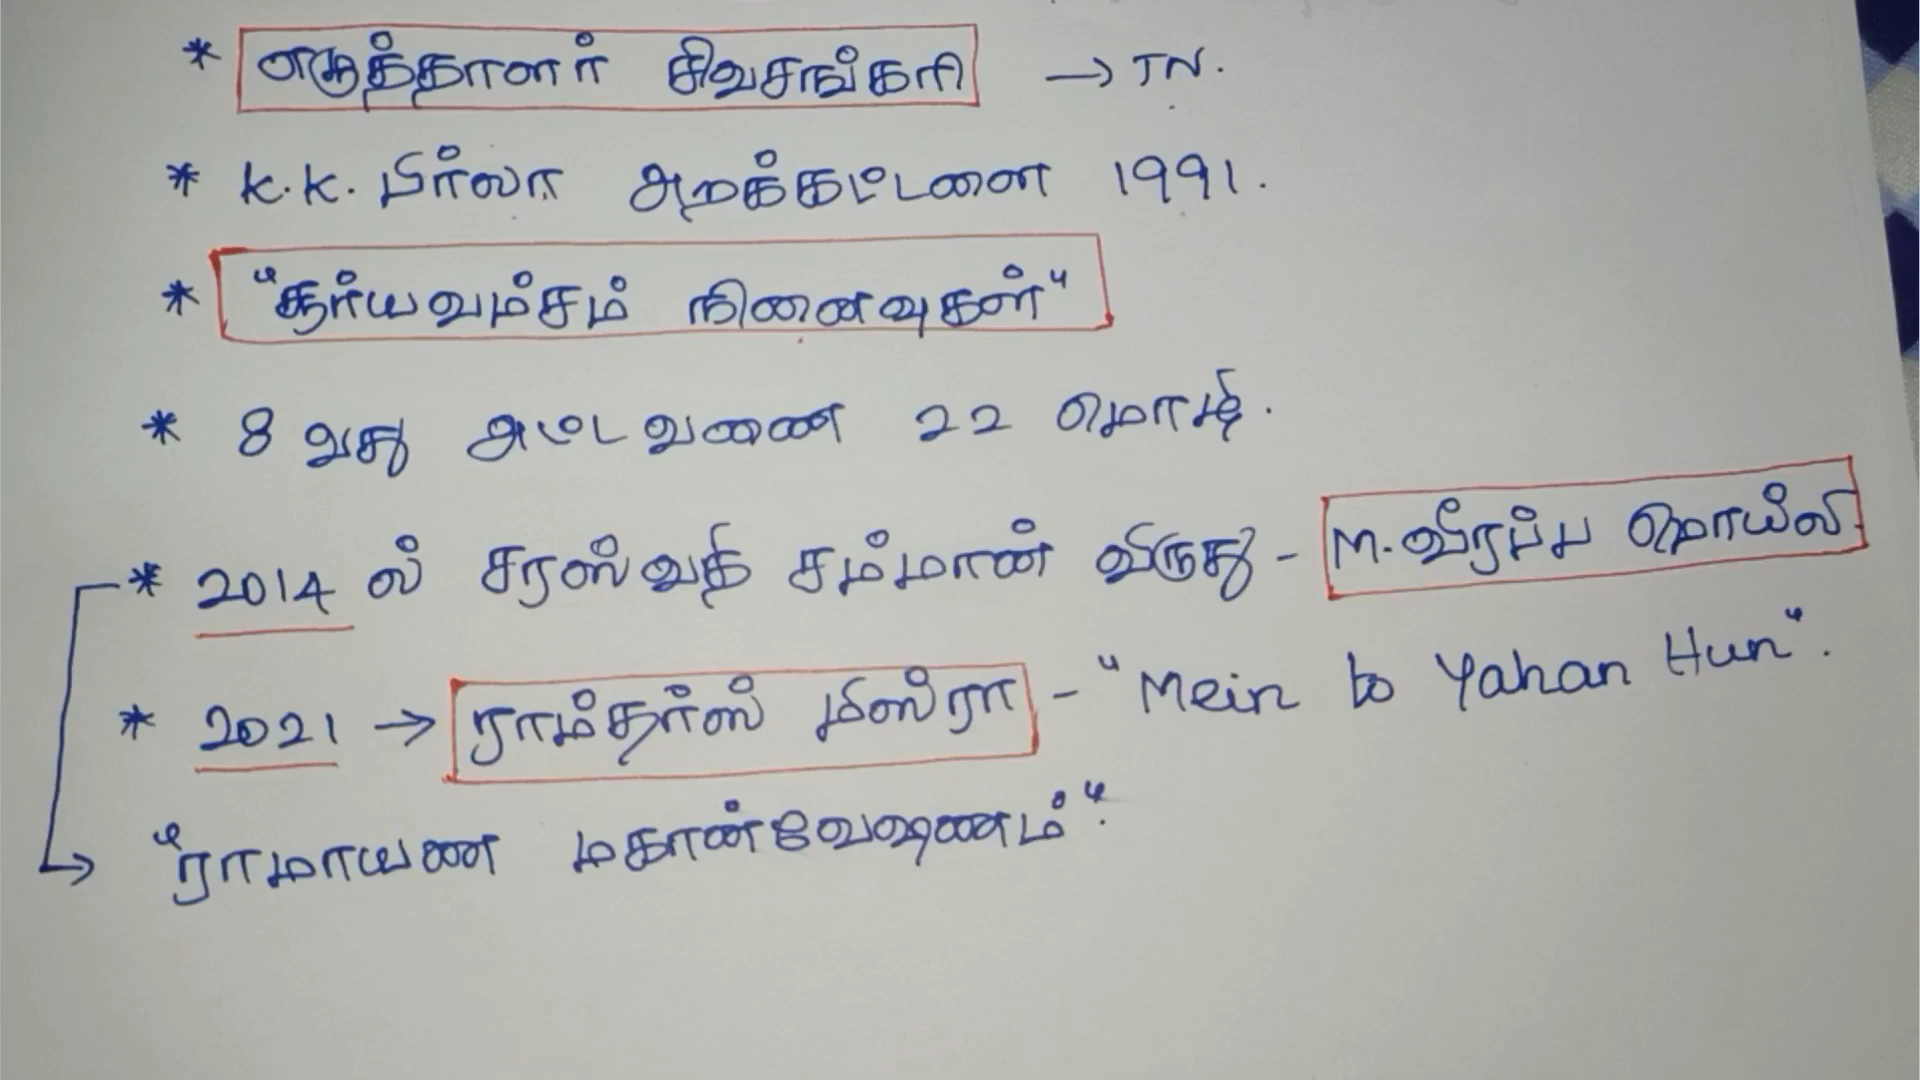 * எழுத்தாளர் சிவசங்கரி → TN.
* K.K. பிர்லா அறக்கட்டளை 1991.
* "சூர்யவம்சம் நினைவுகள்"
* 8 வது அட்டவணை 22 மொழி.
* 2014 ல் சரஸ்வதி சம்மான் விருது - M.வீரப்ப மொய்லி
* 2021 → ராம்தர்ஸ் மிஸ்ரா - "Mein to Yahan Hun".
→ "ராமாயண மகான்வேஷணம்".